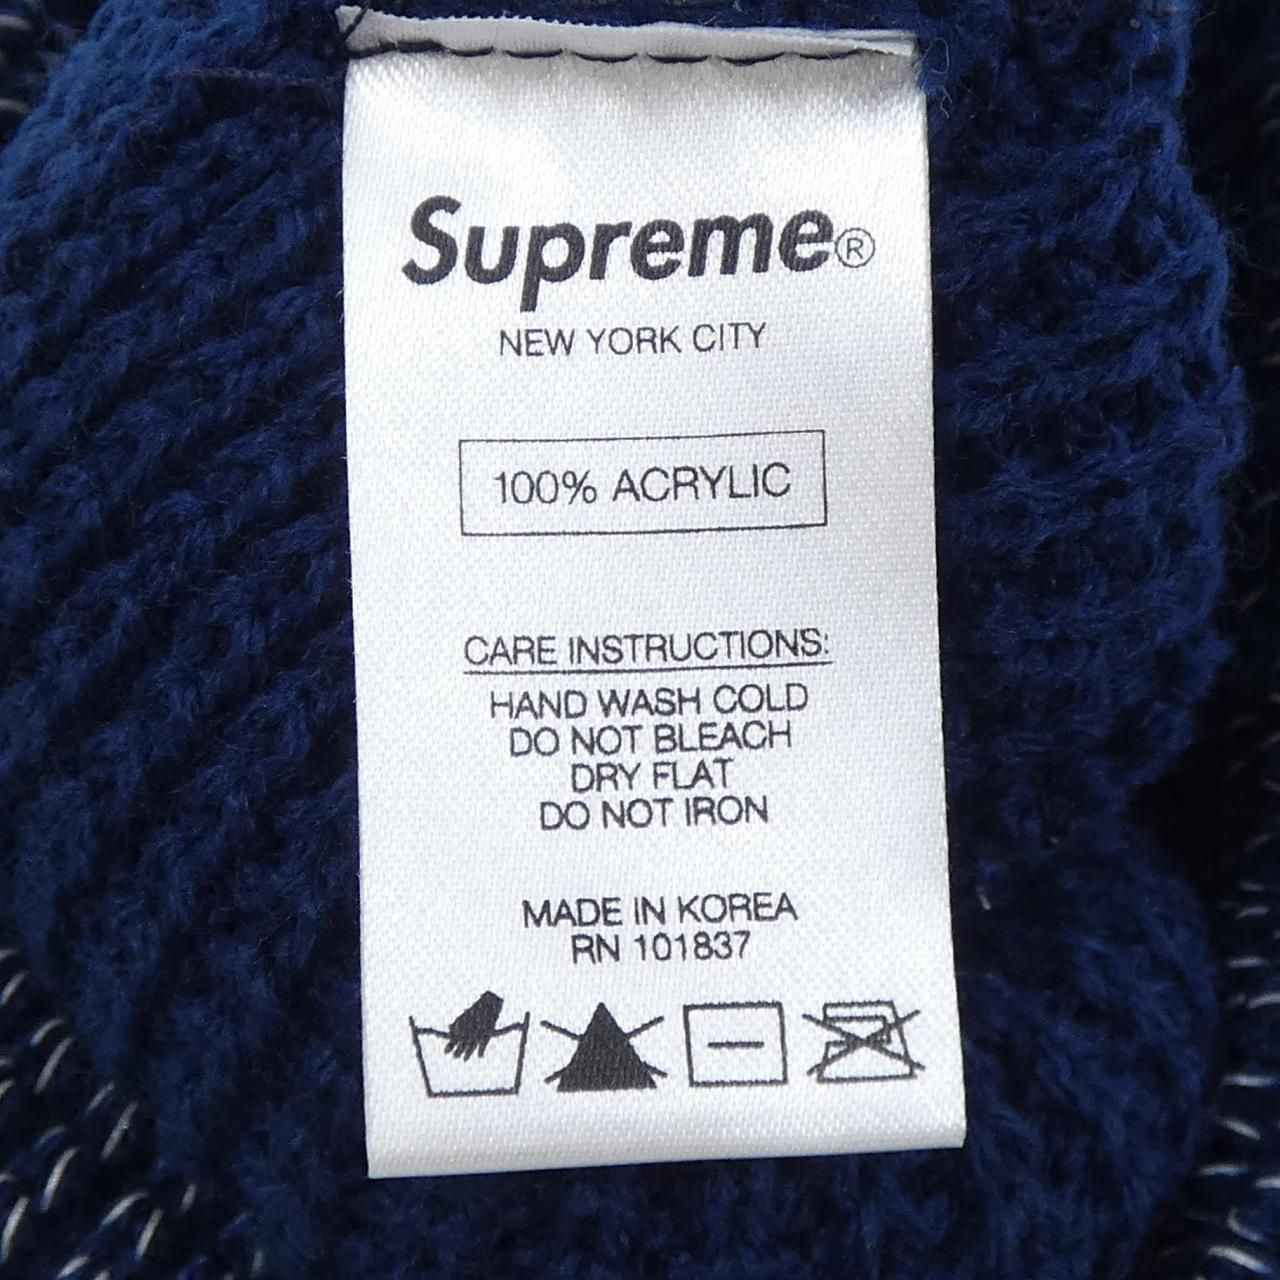 Supreme®
NEW YORK CITY
100% ACRYLIC
CARE INSTRUCTIONS:
HAND WASH COLD
DO NOT BLEACH
DRY FLAT
DO NOT IRON
MADE IN KOREA
RN 101837